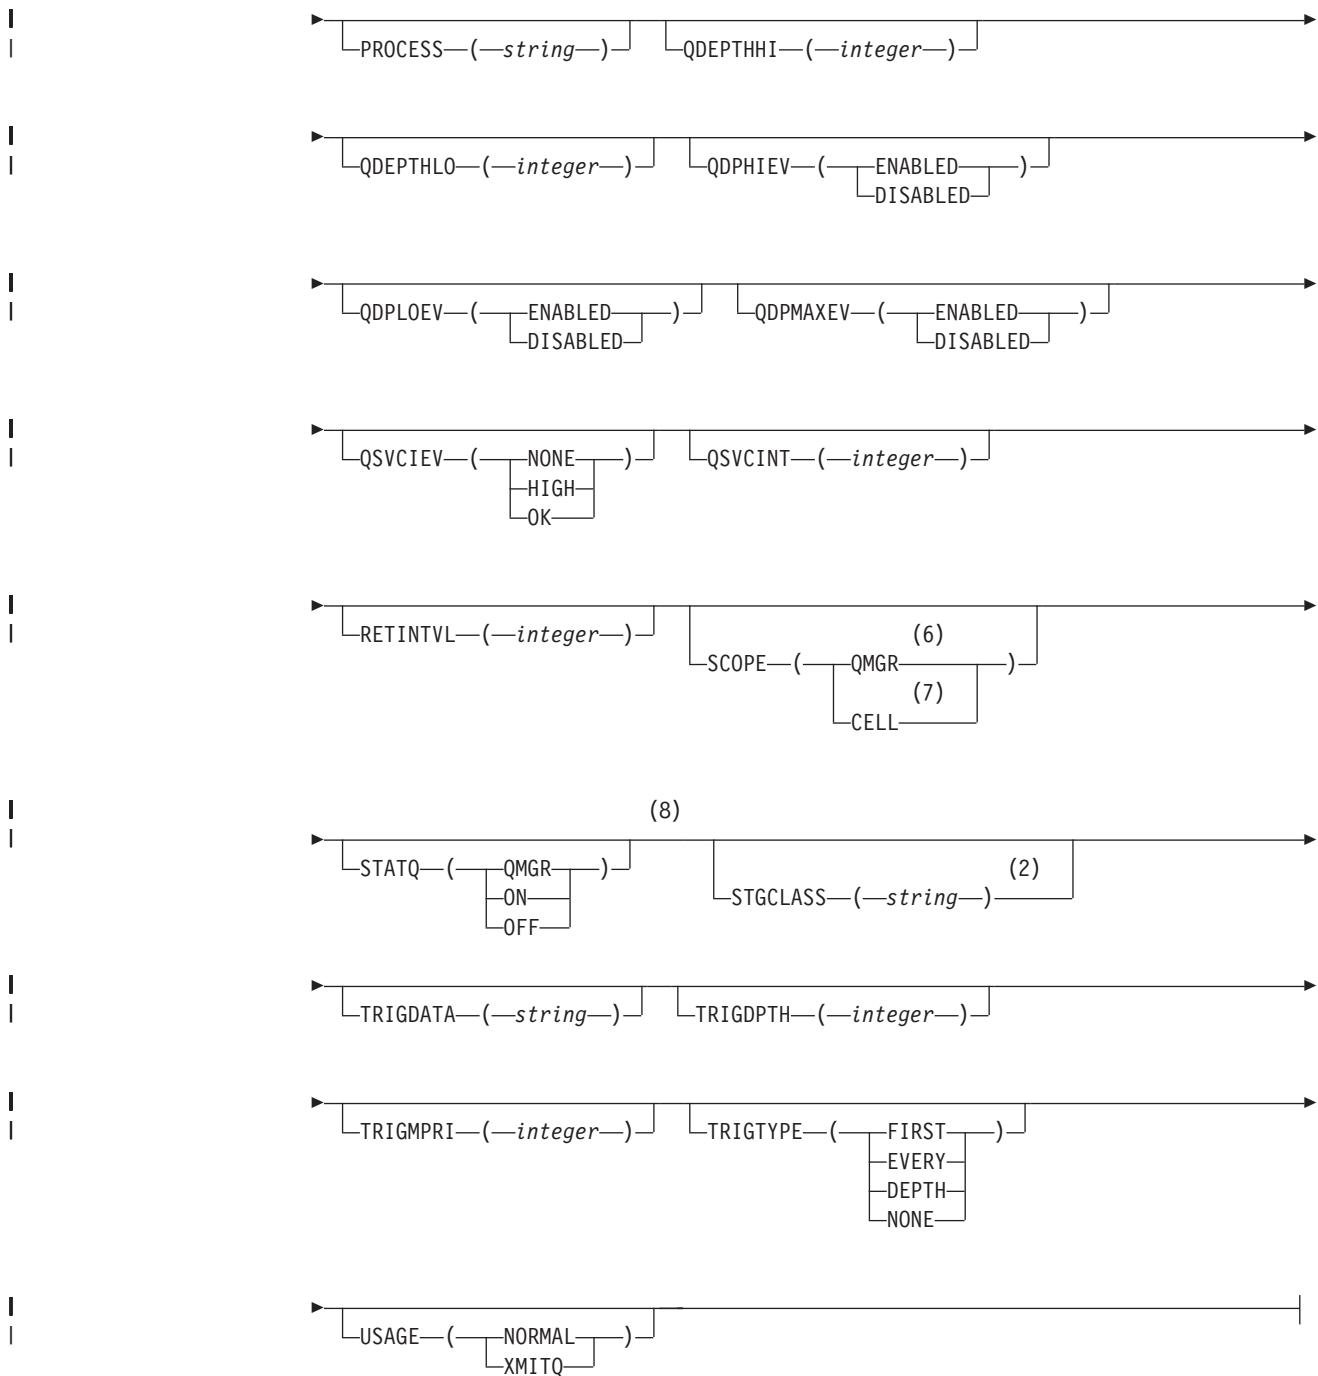 PROCESS ( string ) QDEPTHHI ( integer )
QDEPTHLO ( integer ) QDPHIEV ( ENABLED )
DISABLED
QDPLOEV ( ENABLED ) QDPMAXEV ( ENABLED )
DISABLED DISABLED
QSVCIEV ( NONE ) QSVCINT ( integer )
HIGH
OK
RETINTVL ( integer ) (6)
SCOPE ( QMGR )
(7)
CELL
(8)
STATQ ( QMGR ) (2)
ON STGCLASS ( string )
OFF
TRIGDATA ( string ) TRIGDPTH ( integer )
TRIGMPRI ( integer ) TRIGTYPE ( FIRST )
EVERY
DEPTH
NONE
USAGE ( NORMAL )
XMITQ